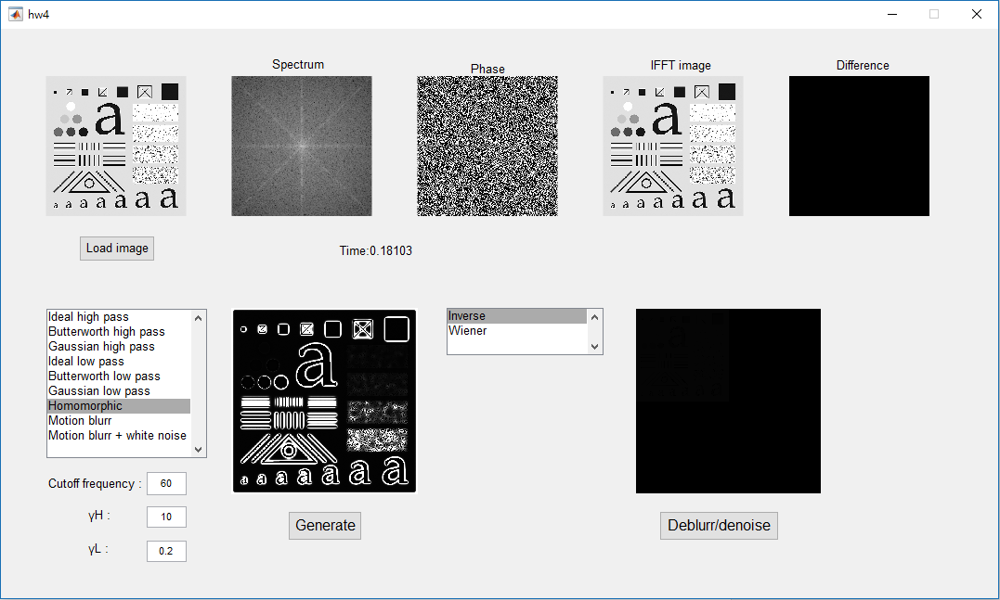 hw4
Spectrum
Phase
IFFT image
Difference
a
a a a a a a a
a
a a a a a a a
Load image
Time:0.18103
Ideal high pass
Butterworth high pass
Gaussian high pass
Ideal low pass
Butterworth low pass
Gaussian low pass
Homomorphic
Motion blurr
Motion blurr + white noise
a
a a a a a a a
Inverse
Wiener
Cutoff frequency : 60
γH : 10
γL : 0.2
Generate
Deblurr/denoise